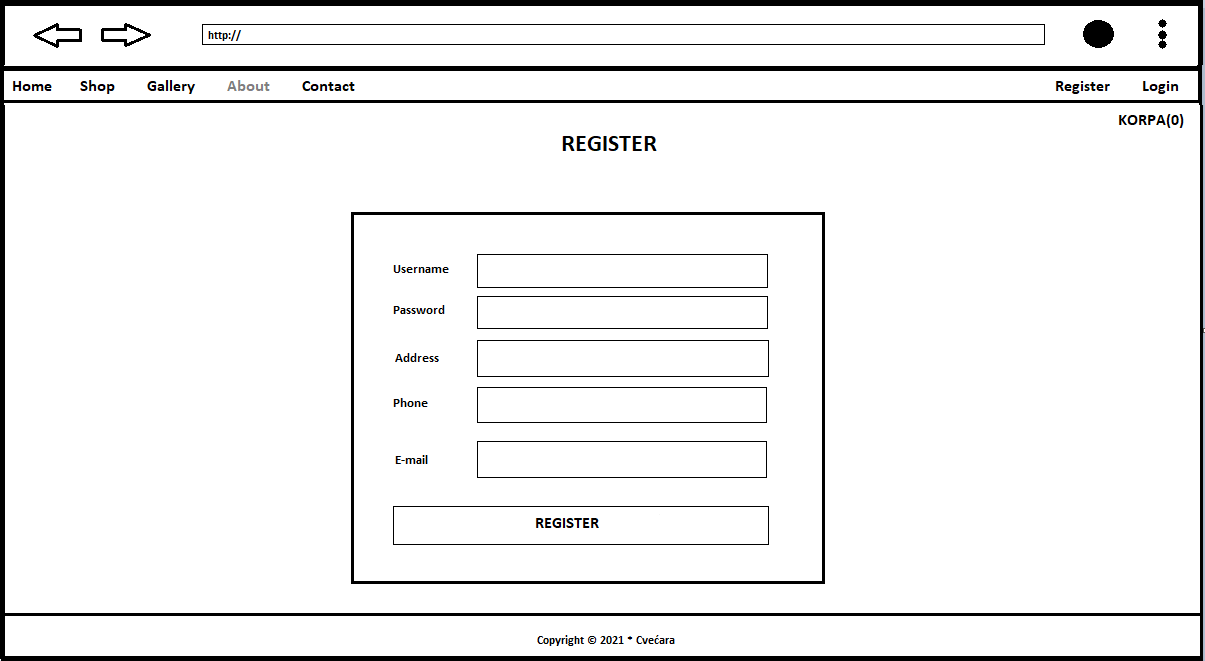 http://
Home Shop Gallery About Contact Register Login
KORPA(0)
REGISTER
Username
Password
Address
Phone
E-mail
REGISTER
Copyright © 2021 * Cvećara